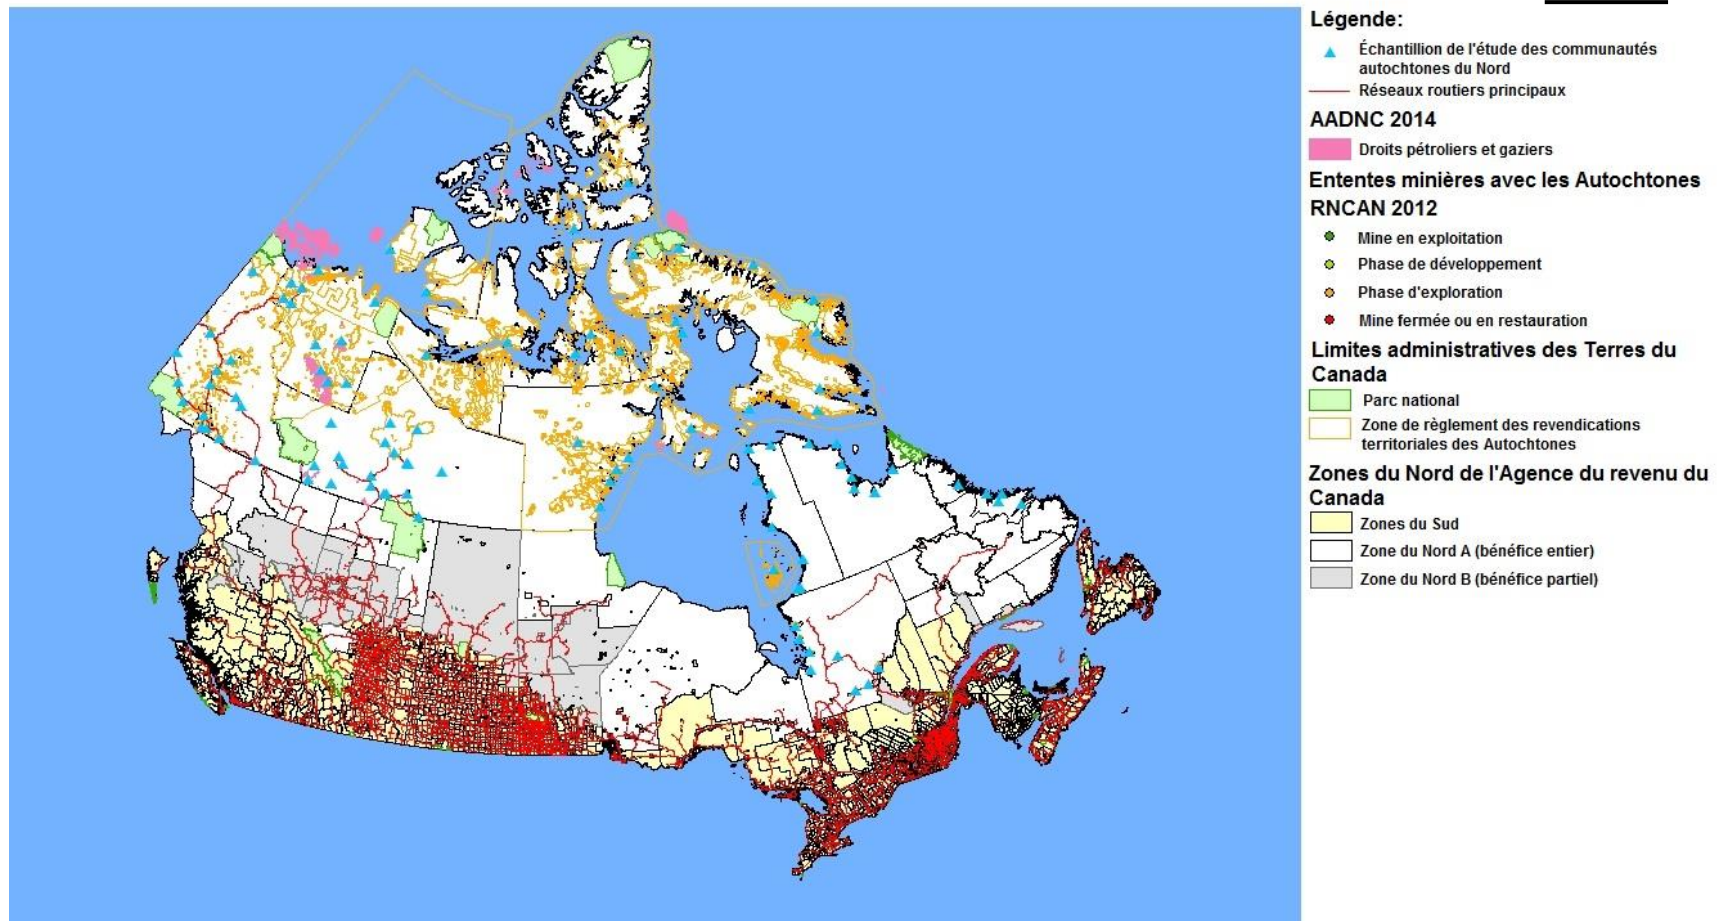 Légende:
Échantillion de l'étude des communautés
autochtones du Nord
Réseaux routiers principaux
AADNC 2014
Droits pétroliers et gaziers
Ententes minières avec les Autochtones
RNCAN 2012
Mine en exploitation
Phase de développement
Phase d'exploration
Mine fermée ou en restauration
Limites administratives des Terres du
Canada
Parc national
Zone de règlement des revendications
territoriales des Autochtones
Zones du Nord de l'Agence du revenu du
Canada
Zones du Sud
Zone du Nord A (bénéfice entier)
Zone du Nord B (bénéfice partiel)